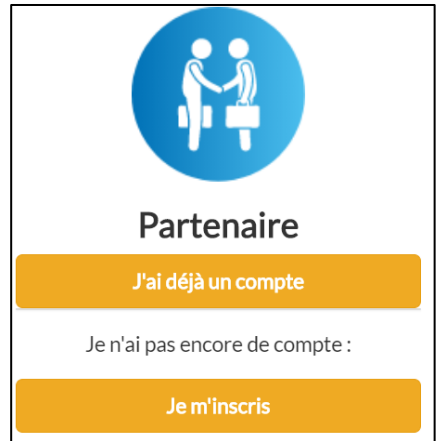 Partenaire
J'ai déjà un compte
Je n'ai pas encore de compte :
Je m'inscris